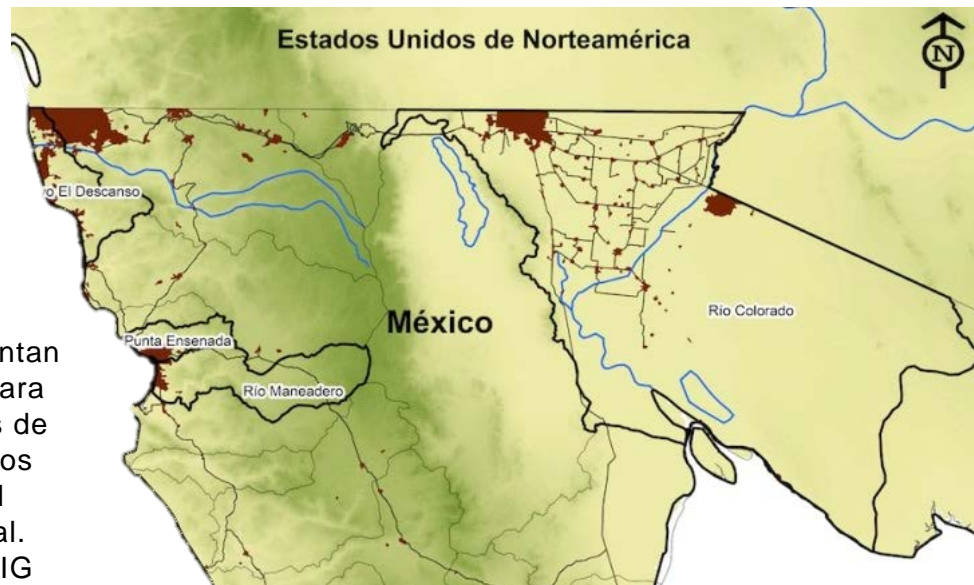 Estados Unidos de Norteamérica
N
o El Descanso
México
Río Colorado
Punta Ensenada
Río Maneadero
ntan
ara
s de
os
l
al.
IG